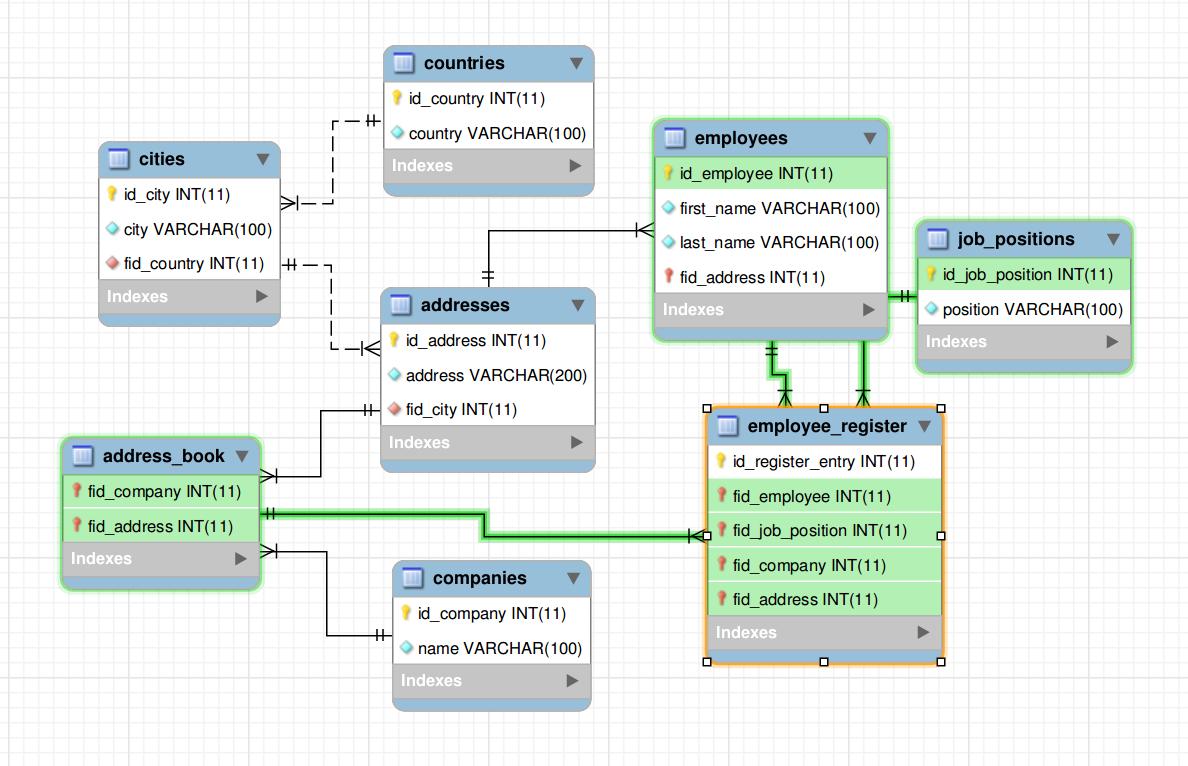 countries
id_country INT(11)
country VARCHAR(100)
Indexes
cities
id_city INT(11)
city VARCHAR(100)
fid_country INT(11)
Indexes
employees
id_employee INT(11)
first_name VARCHAR(100)
last_name VARCHAR(100)
fid_address INT(11)
Indexes
job_positions
id_job_position INT(11)
position VARCHAR(100)
Indexes
addresses
id_address INT(11)
address VARCHAR(200)
fid_city INT(11)
Indexes
address_book
fid_company INT(11)
fid_address INT(11)
Indexes
employee_register
id_register_entry INT(11)
fid_employee INT(11)
fid_job_position INT(11)
fid_company INT(11)
fid_address INT(11)
Indexes
companies
id_company INT(11)
name VARCHAR(100)
Indexes